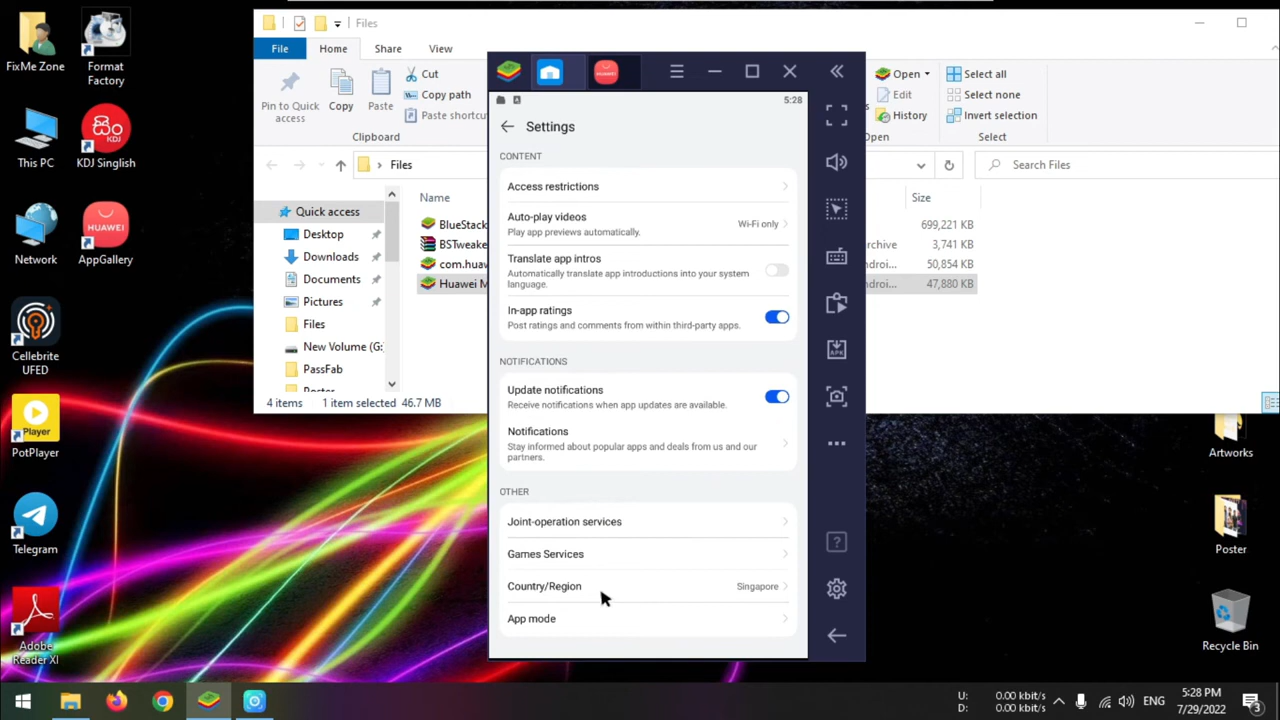 FixMe Zone
Format
Factory
This PC
KDJ
KDJ Singlish
Network
HUAWEI
AppGallery
Cellebrite
UFED
Player
Telegram
Adobe
Reader XI
Files
File
Home
Share
View
Pin to Quick
access
Copy
Paste
Cut
Copy path
Clipboard
Open
Edit
History
Select all
Select none
Invert selection
Select
Files
Search Files
Name
Size
Quick access
Desktop
Downloads
Documents
Pictures
Files
New Volume (G:
PassFab
699,221 KB
3,741 KB
50,854 KB
47,880 KB
4 items
1 item selected
46.7 MB
HUAWEI
5:28
Settings
CONTENT
Access restrictions
Auto-play videos
Play app previews automatically.
Wi-Fi only
Translate app intros
Automatically translate app introductions into your system
language.
In-app ratings
Post ratings and comments from within third-party apps.
NOTIFICATIONS
Update notifications
Receive notifications when app updates are available.
Notifications
Stay informed about popular apps and deals from us and our
partners.
OTHER
Joint-operation services
Games Services
Country/Region
Singapore
App mode
APK
Artworks
Poster
Recycle Bin
U: 0.00 kbit/s
D: 0.00 kbit/s
ENG
5:28 PM
7/29/2022
3